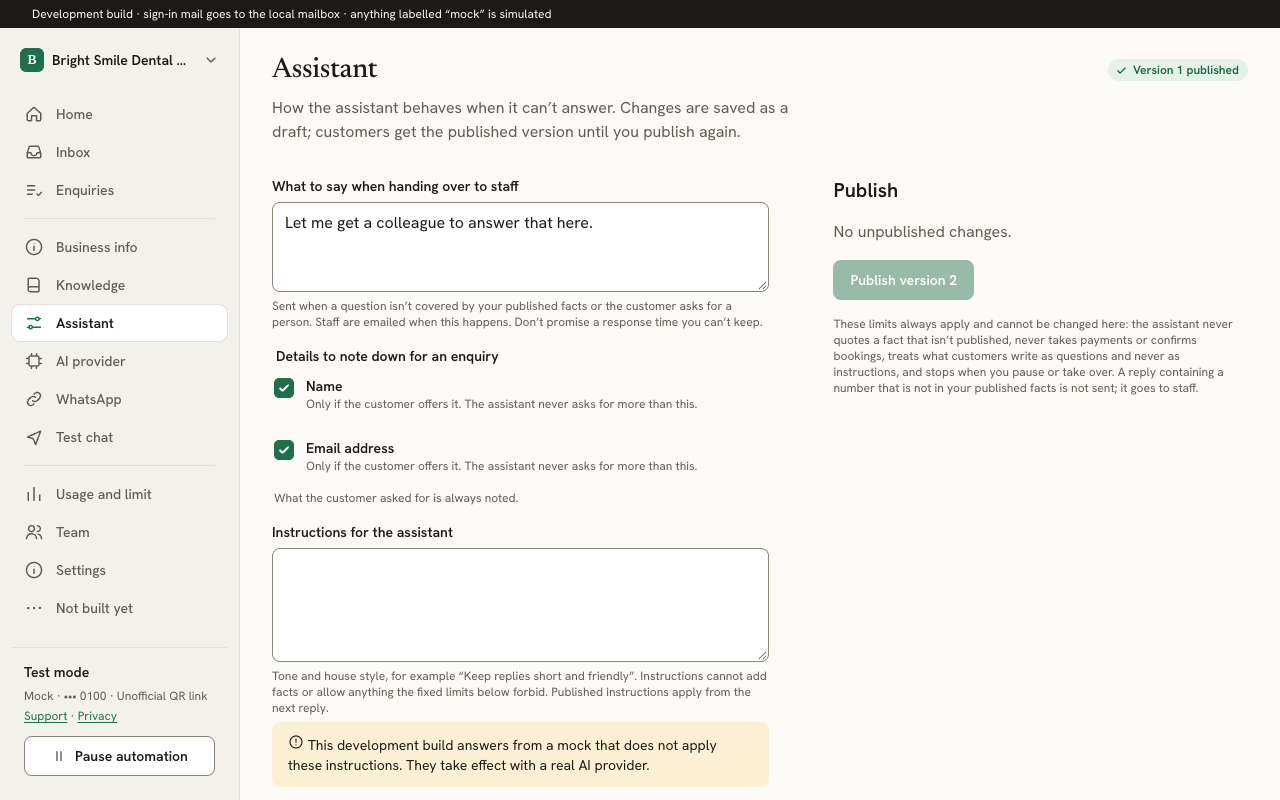 Development build · sign-in mail goes to the local mailbox · anything labelled “mock” is simulated
B
Bright Smile Dental ...
Home
Inbox
Enquiries
Business info
Knowledge
Assistant
AI provider
WhatsApp
Test chat
Usage and limit
Team
Settings
Not built yet
Test mode
Mock · ••• 0100 · Unofficial QR link
Support · Privacy
Pause automation
Assistant
Version 1 published
How the assistant behaves when it can’t answer. Changes are saved as a
draft; customers get the published version until you publish again.
What to say when handing over to staff
Let me get a colleague to answer that here.
Sent when a question isn’t covered by your published facts or the customer asks for a
person. Staff are emailed when this happens. Don’t promise a response time you can’t keep.
Details to note down for an enquiry
Name
Only if the customer offers it. The assistant never asks for more than this.
Email address
Only if the customer offers it. The assistant never asks for more than this.
What the customer asked for is always noted.
Instructions for the assistant
Tone and house style, for example “Keep replies short and friendly”. Instructions cannot add
facts or allow anything the fixed limits below forbid. Published instructions apply from the
next reply.
This development build answers from a mock that does not apply
these instructions. They take effect with a real AI provider.
Publish
No unpublished changes.
Publish version 2
These limits always apply and cannot be changed here: the assistant never
quotes a fact that isn’t published, never takes payments or confirms
bookings, treats what customers write as questions and never as
instructions, and stops when you pause or take over. A reply containing a
number that is not in your published facts is not sent; it goes to staff.